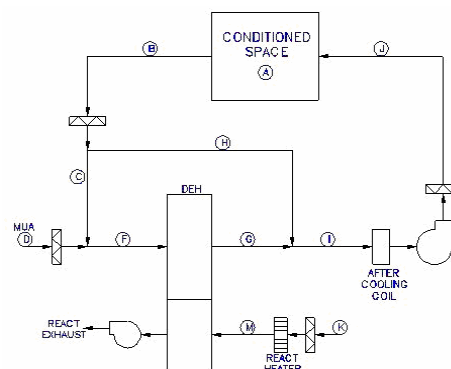 CONDITIONED
SPACE
A
B
J
H
C
DEH
MUA
D
F
G
I
AFTER
COOLING
COIL
REACT
EXHAUST
M
K
REACT
HEATER